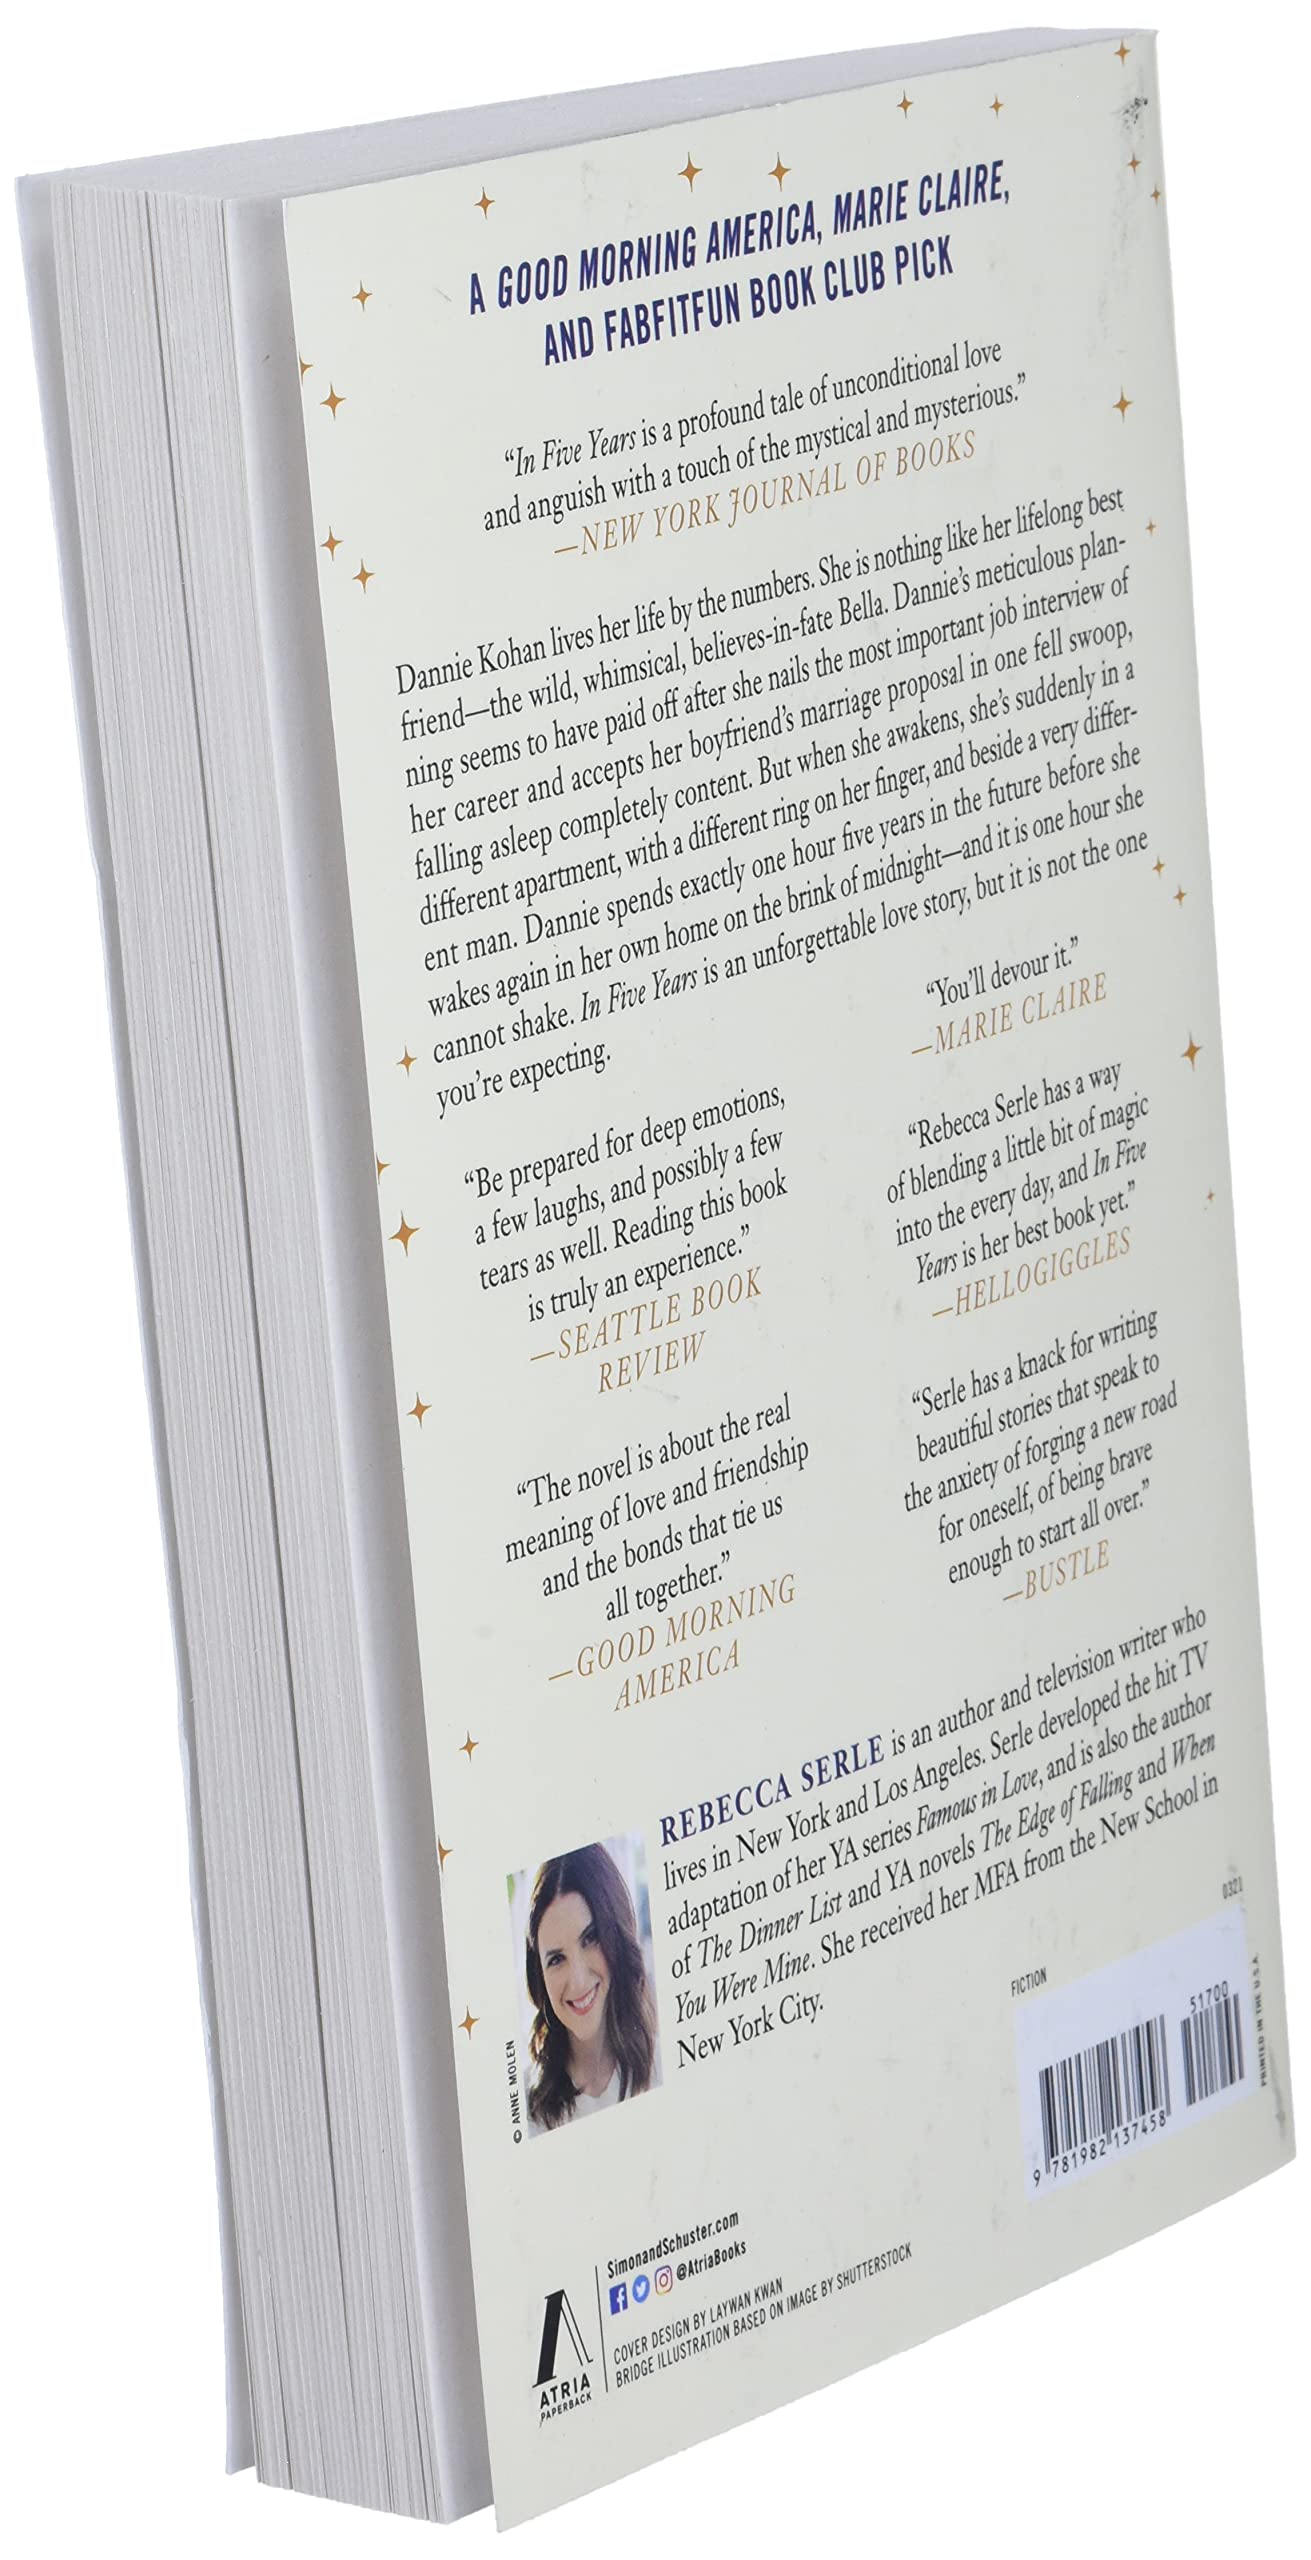 A GOOD MORNING AMERICA, MARIE CLAIRE,
AND FABFITFUN BOOK CLUB PICK
“In Five Years is a profound tale of unconditional love
and anguish with a touch of the mystical and mysterious.”
—NEW YORK JOURNAL OF BOOKS
Dannie Kohan lives her life by the numbers. She is nothing like her lifelong best
friend—the wild, whimsical, believes-in-fate Bella. Dannie’s meticulous plan-
ning seems to have paid off after she nails the most important job interview of
her career and accepts her boyfriend’s marriage proposal in one fell swoop,
falling asleep completely content. But when she awakens, she’s suddenly in a
different apartment, with a different ring on her finger, and beside a very differ-
ent man. Dannie spends exactly one hour five years in the future before she
wakes again in her own home on the brink of midnight—and it is one hour she
cannot shake. In Five Years is an unforgettable love story, but it is not the one
you’re expecting.
“Be prepared for deep emotions,
a few laughs, and possibly a few
tears as well. Reading this book
is truly an experience.”
—SEATTLE BOOK
REVIEW
“The novel is about the real
meaning of love and friendship
and the bonds that tie us
all together.”
—GOOD MORNING
AMERICA
“You’ll devour it.”
—MARIE CLAIRE
“Rebecca Serle has a way
of blending a little bit of magic
into the every day, and In Five
Years is her best book yet.”
—HELLOGIGGLES
“Serle has a knack for writing
beautiful stories that speak to
the anxiety of forging a new road
for oneself, of being brave
enough to start all over.”
—BUSTLE
REBECCA SERLE is an author and television writer who
lives in New York and Los Angeles. Serle developed the hit TV
adaptation of her YA series Famous in Love, and is also the author
of The Dinner List and YA novels The Edge of Falling and When
You Were Mine. She received her MFA from the New School in
New York City.
© ANNE MOLEN
FICTION
0321
51700
9 781982 137458
PRINTED IN THE U.S.A.
ATRIA
PAPERBACK
SimonandSchuster.com
@AtriaBooks
COVER DESIGN BY LAYWAN KWAN
BRIDGE ILLUSTRATION BASED ON IMAGE BY SHUTTERSTOCK